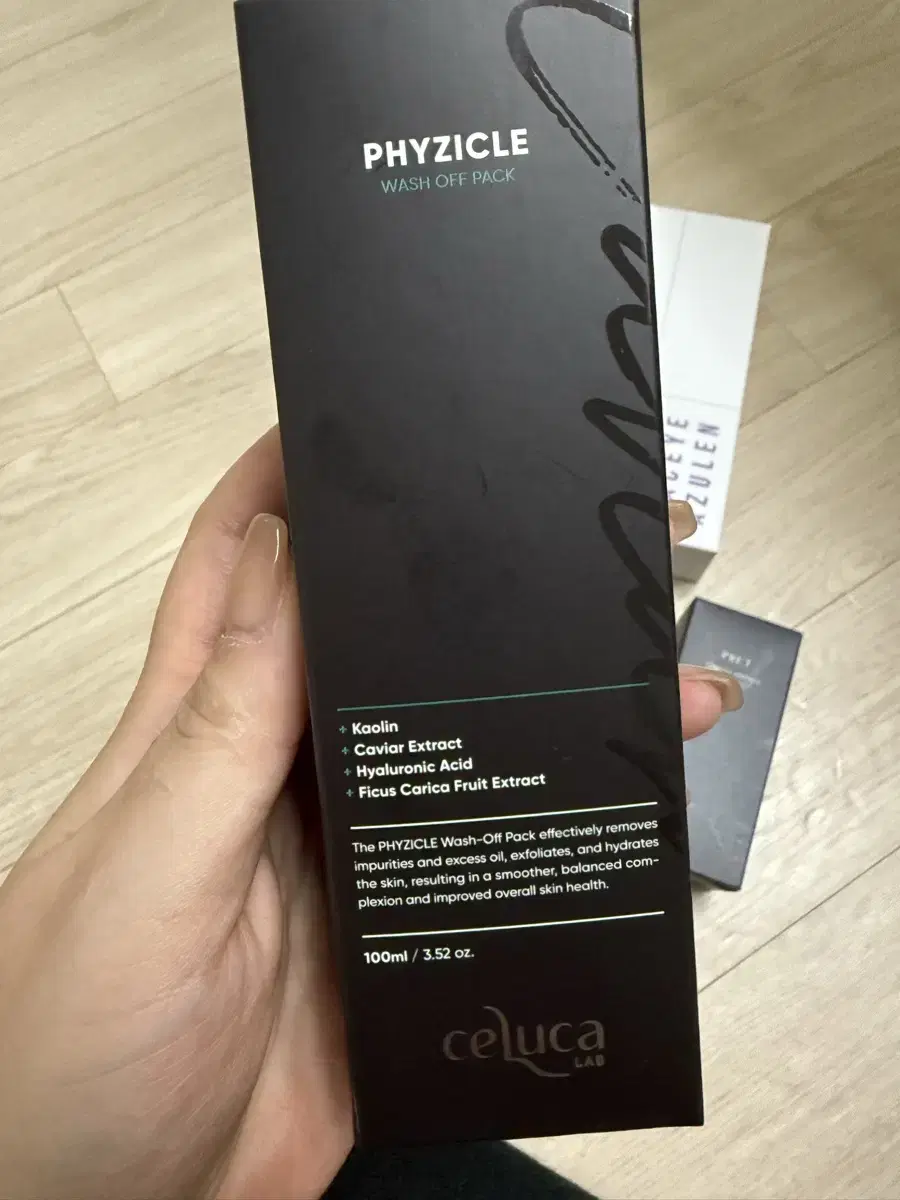 PHYZICLE
WASH OFF PACK
+ Kaolin
+ Caviar Extract
+ Hyaluronic Acid
+ Ficus Carica Fruit Extract
The PHYZICLE Wash-Off Pack effectively removes
impurities and excess oil, exfoliates, and hydrates
the skin, resulting in a smoother, balanced com-
plexion and improved overall skin health.
100ml / 3.52 oz.
celuca
LAB
AZULEN